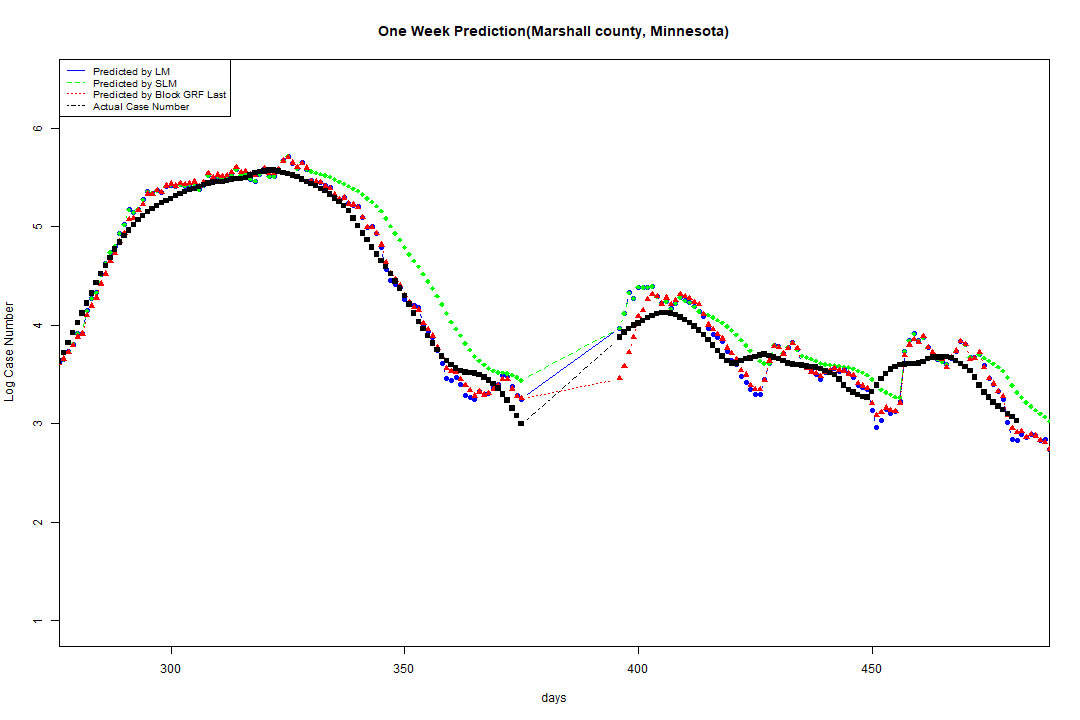 One Week Prediction(Marshall county, Minnesota)
Predicted by LM
Predicted by SLM
Predicted by Block GRF Last
Actual Case Number
Log Case Number
6
5
4
3
2
1
300
350
400
450
days